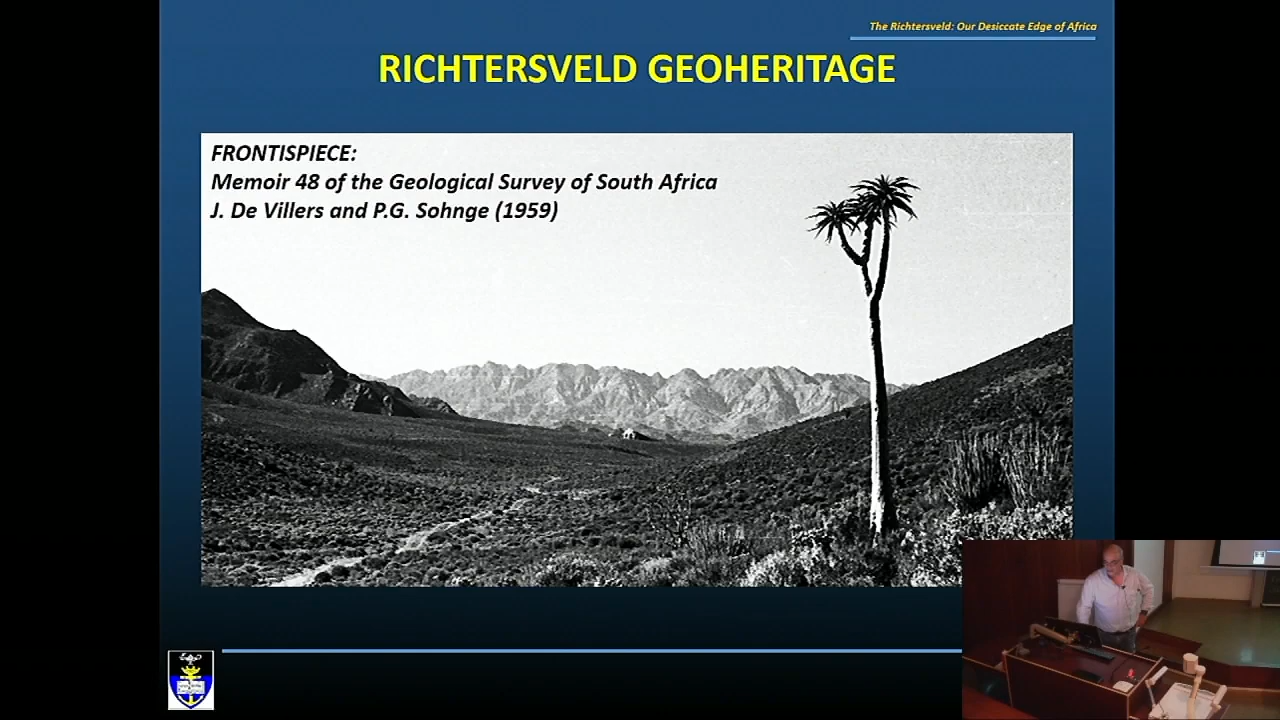 The Richtersveld: Our Desiccate Edge of Africa
RICHTERSVELD GEOHERITAGE
FRONTISPIECE:
Memoir 48 of the Geological Survey of South Africa
J. De Villers and P.G. Sohnge (1959)